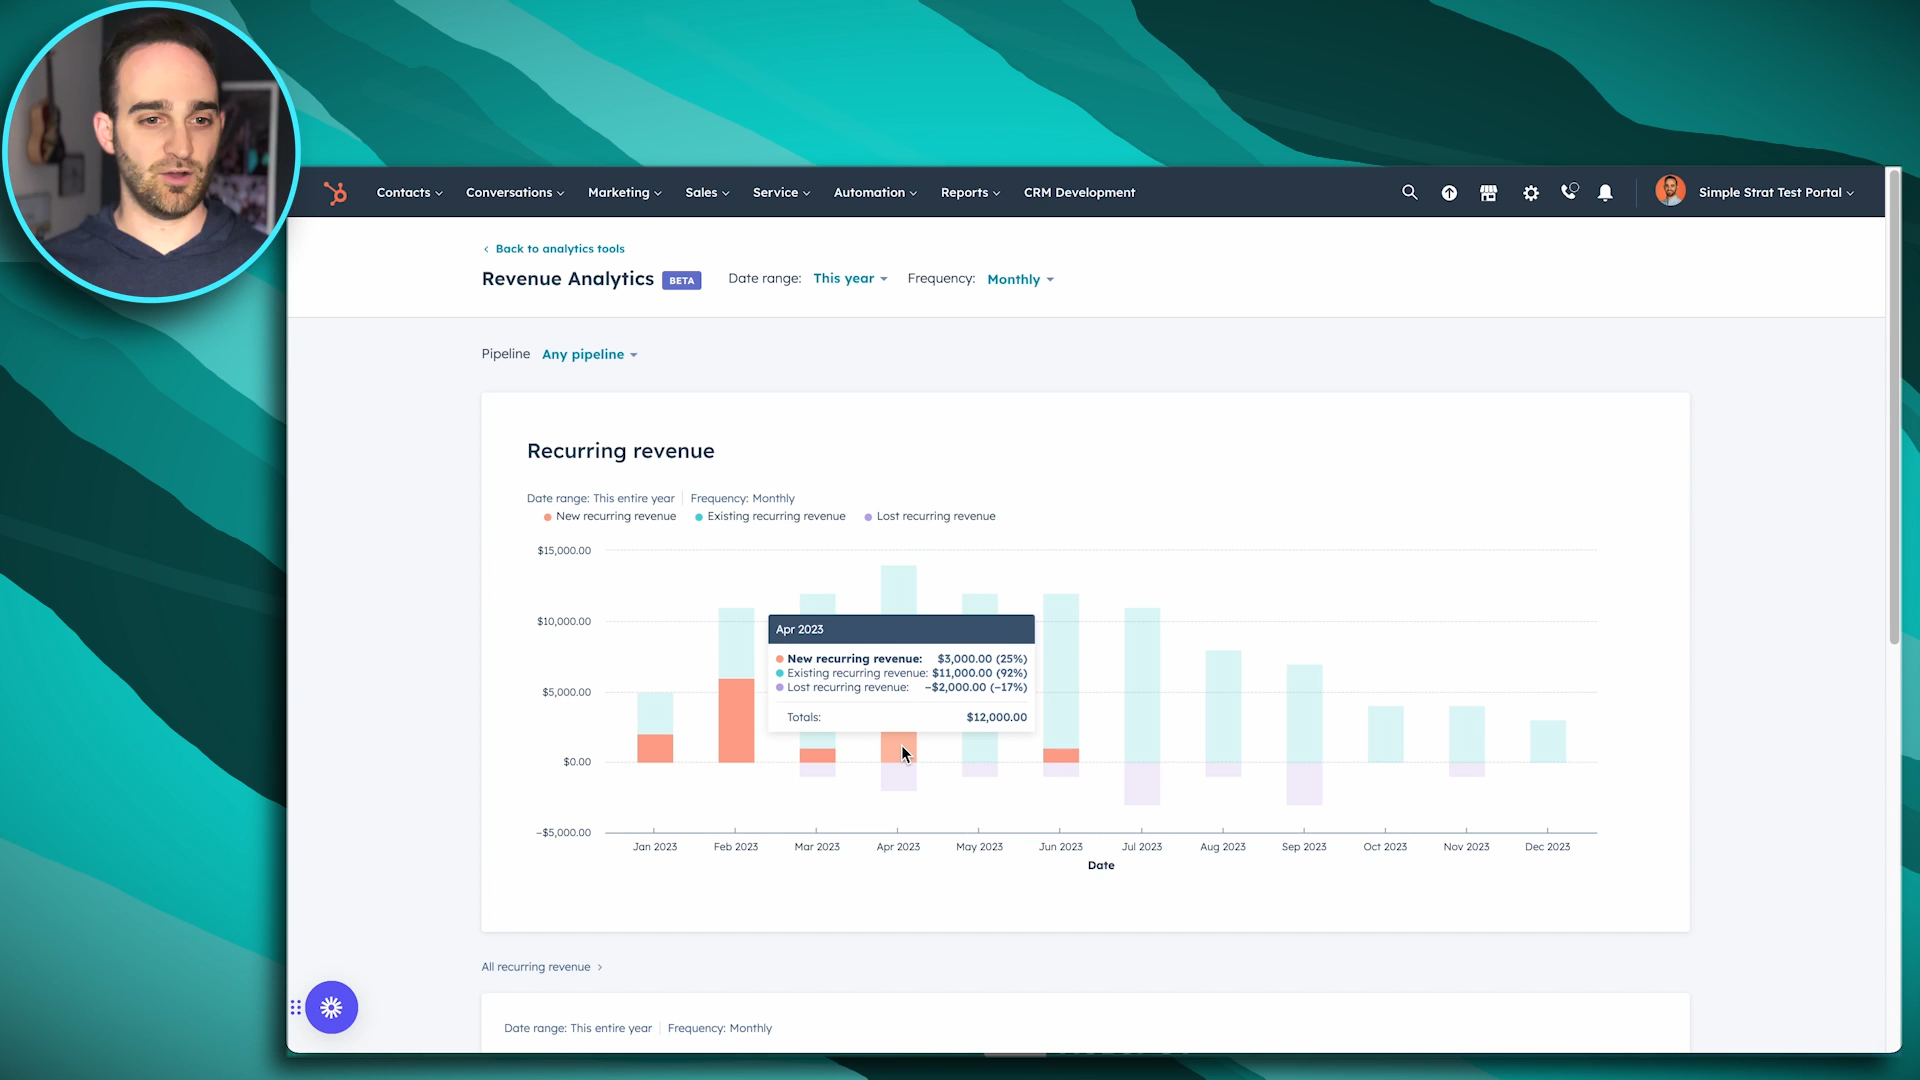 Contacts Conversations Marketing Sales Service Automation Reports CRM Development Simple Strat Test Portal
Back to analytics tools
Revenue Analytics BETA Date range: This year Frequency: Monthly
Pipeline Any pipeline
Recurring revenue
Date range: This entire year Frequency: Monthly
New recurring revenue Existing recurring revenue Lost recurring revenue
$15,000.00
$10,000.00
$5,000.00
$0.00
−$5,000.00
Apr 2023
New recurring revenue: $3,000.00 (25%)
Existing recurring revenue: $11,000.00 (92%)
Lost recurring revenue: −$2,000.00 (−17%)
Totals: $12,000.00
Jan 2023 Feb 2023 Mar 2023 Apr 2023 May 2023 Jun 2023 Jul 2023 Aug 2023 Sep 2023 Oct 2023 Nov 2023 Dec 2023
Date
All recurring revenue
Date range: This entire year Frequency: Monthly